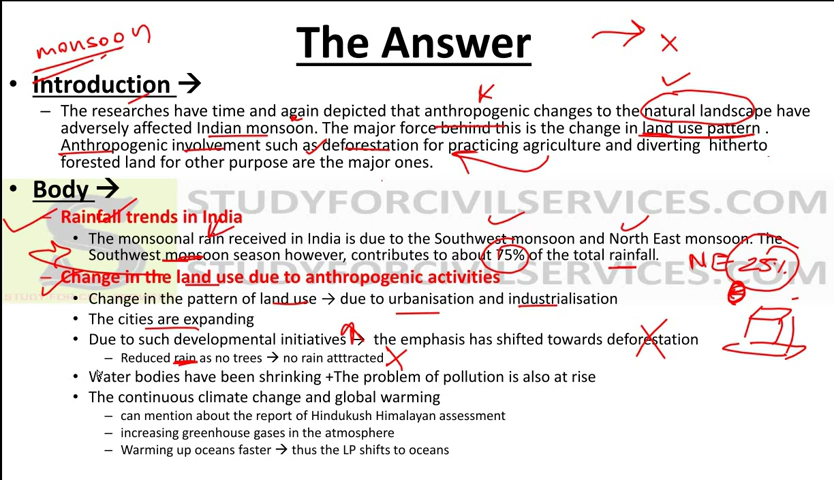 The Answer
monsoon
x
• Introduction →
K
– The researches have time and again depicted that anthropogenic changes to the natural landscape have
adversely affected Indian monsoon. The major force behind this is the change in land use pattern .
Anthropogenic involvement such as deforestation for practicing agriculture and diverting hitherto
forested land for other purpose are the major ones.
• Body →
STUDYFORCIVILSERVICES.COM
– Rainfall trends in India
• The monsoonal rain received in India is due to the Southwest monsoon and North East monsoon. The
Southwest monsoon season however, contributes to about 75% of the total rainfall.
NE 25%
– Change in the land use due to anthropogenic activities
STUDYFORCIVILSERVICES.COM
• Change in the pattern of land use → due to urbanisation and industrialisation
• The cities are expanding
• Due to such developmental initiatives → the emphasis has shifted towards deforestation
– Reduced rain as no trees → no rain atttracted
• Water bodies have been shrinking +The problem of pollution is also at rise
• The continuous climate change and global warming
– can mention about the report of Hindukush Himalayan assessment
– increasing greenhouse gases in the atmosphere
– Warming up oceans faster → thus the LP shifts to oceans